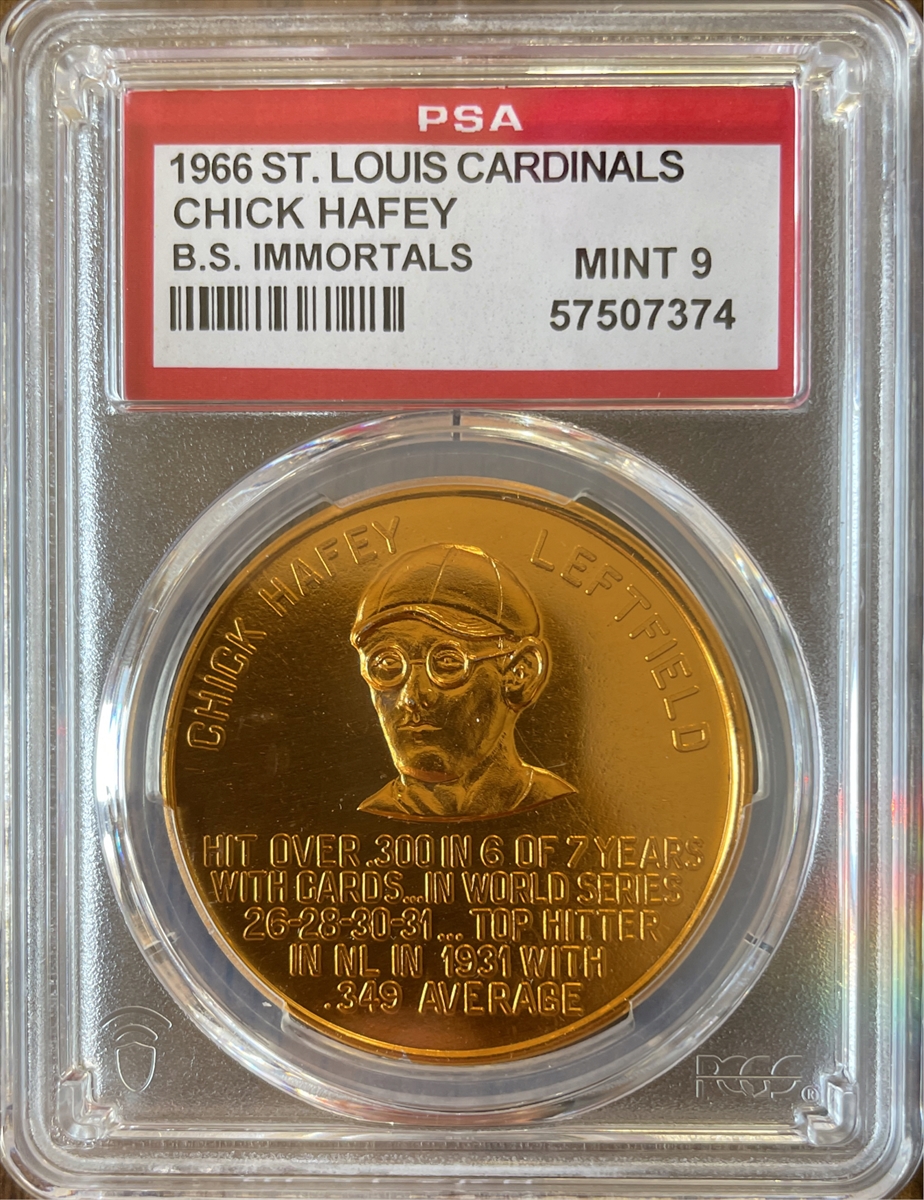 PSA
1966 ST. LOUIS CARDINALS
CHICK HAFEY
B.S. IMMORTALS
MINT 9
57507374
CHICK HAFEY
LEFTFIELD
HIT OVER .300 IN 6 OF 7 YEARS
WITH CARDS...IN WORLD SERIES
26-28-30-31... TOP HITTER
IN NL IN 1931 WITH
.349 AVERAGE
PCGS®